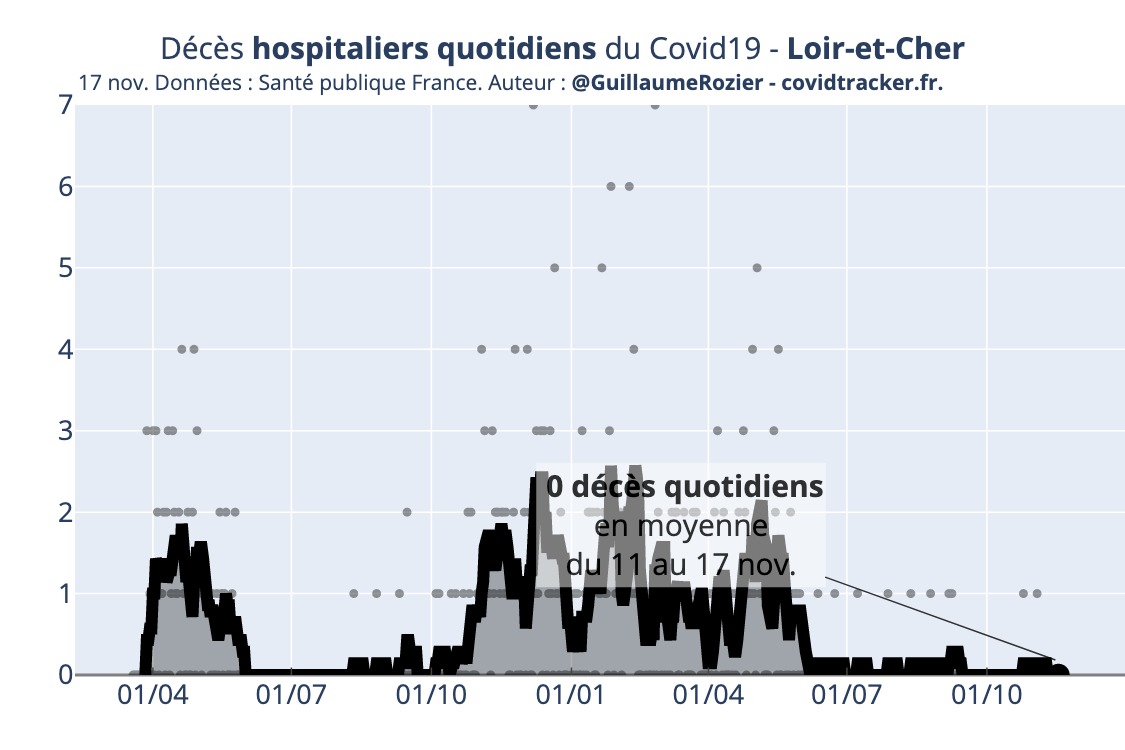 Décès hospitaliers quotidiens du Covid19 - Loir-et-Cher
17 nov. Données : Santé publique France. Auteur : @GuillaumeRozier - covidtracker.fr.
7
6
5
4
3
2
1
0
0 décès quotidiens
en moyenne
du 11 au 17 nov.
01/04 01/07 01/10 01/01 01/04 01/07 01/10